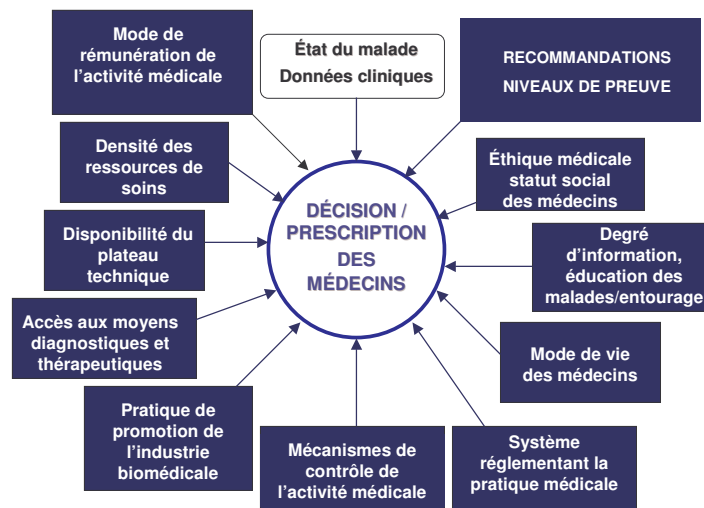 Mode de
rémunération de
l'activité médicale
État du malade
Données cliniques
RECOMMANDATIONS
NIVEAUX DE PREUVE
Densité des
ressources de
soins
Éthique médicale
statut social
des médecins
DÉCISION /
PRESCRIPTION
DES
MÉDECINS
Disponibilité du
plateau
technique
Degré
d'information,
éducation des
malades/entourage
Accès aux moyens
diagnostiques et
thérapeutiques
Mode de vie
des médecins
Pratique de
promotion de
l'industrie
biomédicale
Mécanismes de
contrôle de
l'activité médicale
Système
réglementant la
pratique médicale